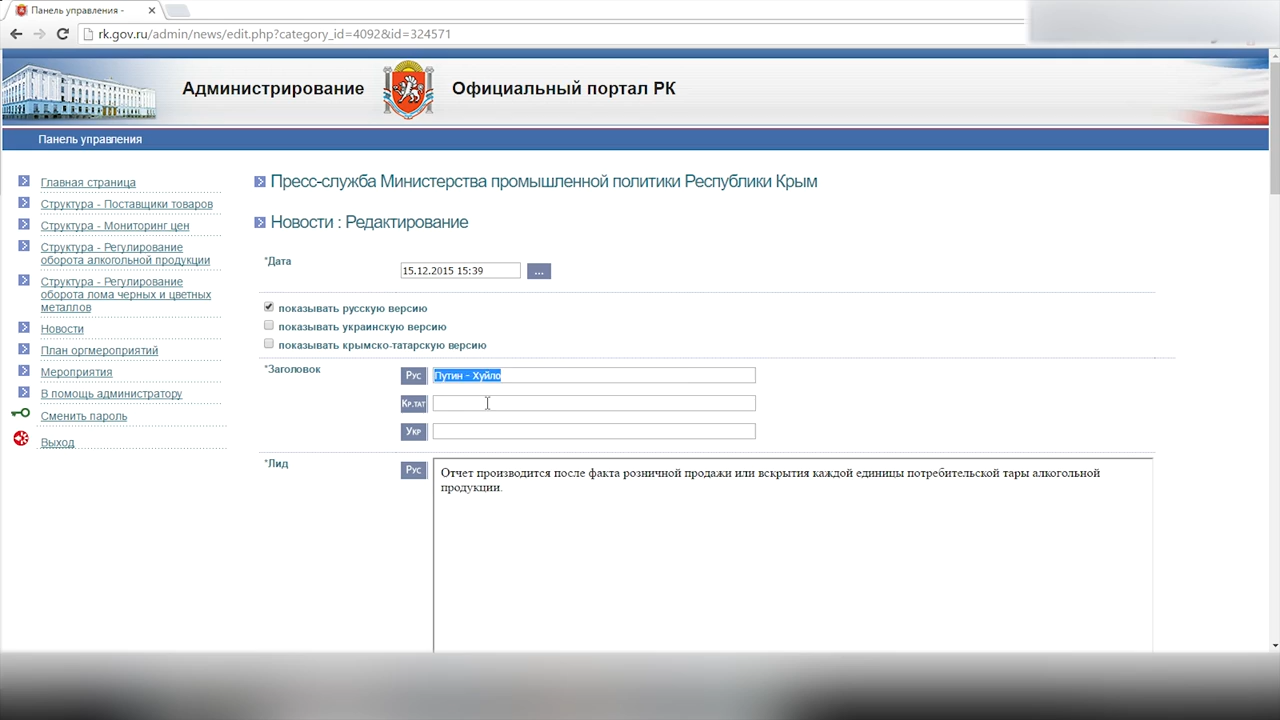 Панель управления -
rk.gov.ru/admin/news/edit.php?category_id=4092&id=324571
Администрирование
Официальный портал РК
Панель управления
Главная страница
Структура - Поставщики товаров
Структура - Мониторинг цен
Структура - Регулирование
оборота алкогольной продукции
Структура - Регулирование
оборота лома черных и цветных
металлов
Новости
План оргмероприятий
Мероприятия
В помощь администратору
Сменить пароль
Выход
Пресс-служба Министерства промышленной политики Республики Крым
Новости : Редактирование
*Дата
15.12.2015 15:39
...
показывать русскую версию
показывать украинскую версию
показывать крымско-татарскую версию
*Заголовок
Рус
Путин - Хуйло
Кр.тат
Укр
*Лид
Рус
Отчет производится после факта розничной продажи или вскрытия каждой единицы потребительской тары алкогольной
продукции.